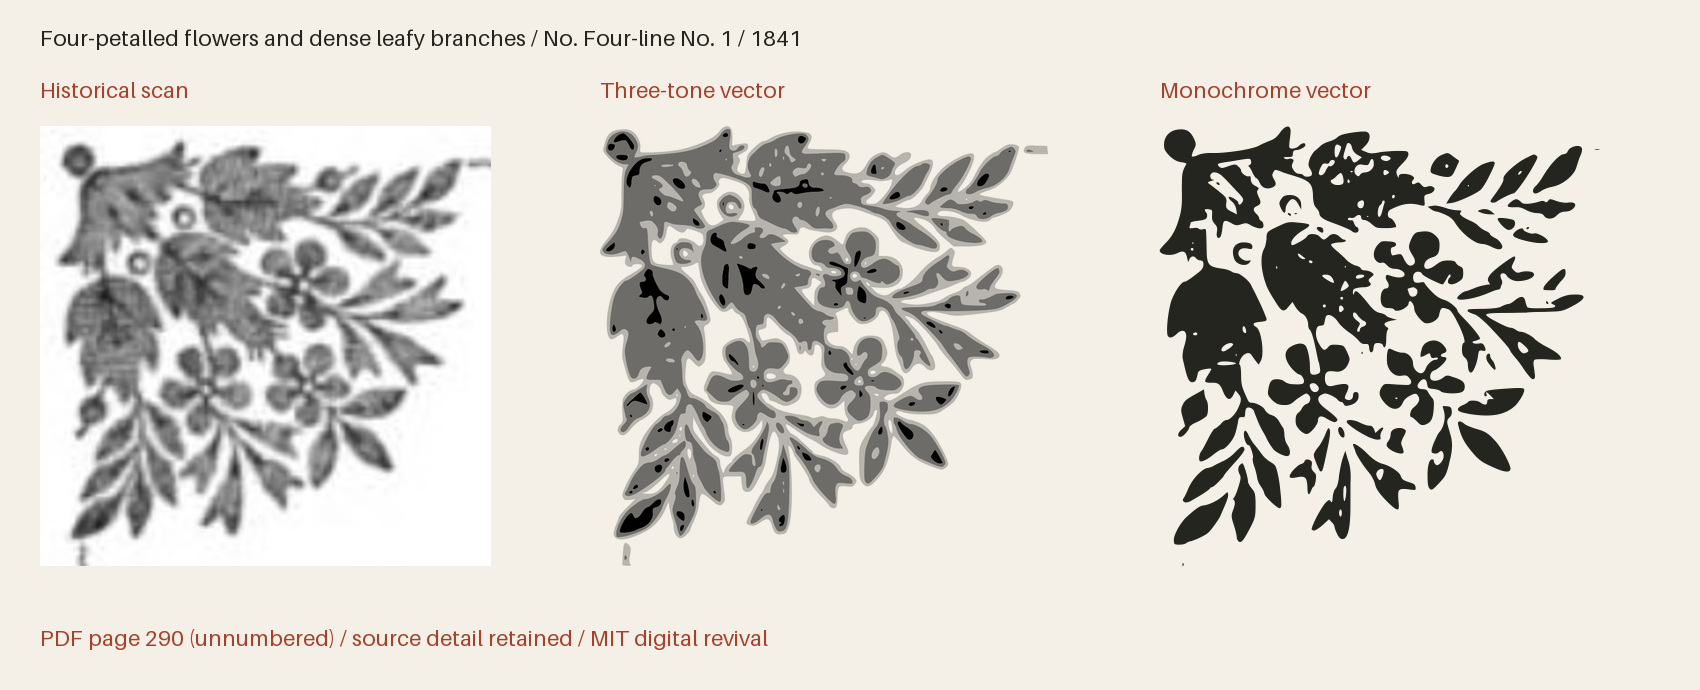 Four-petalled flowers and dense leafy branches / No. Four-line No. 1 / 1841
Historical scan
Three-tone vector
Monochrome vector
PDF page 290 (unnumbered) / source detail retained / MIT digital revival